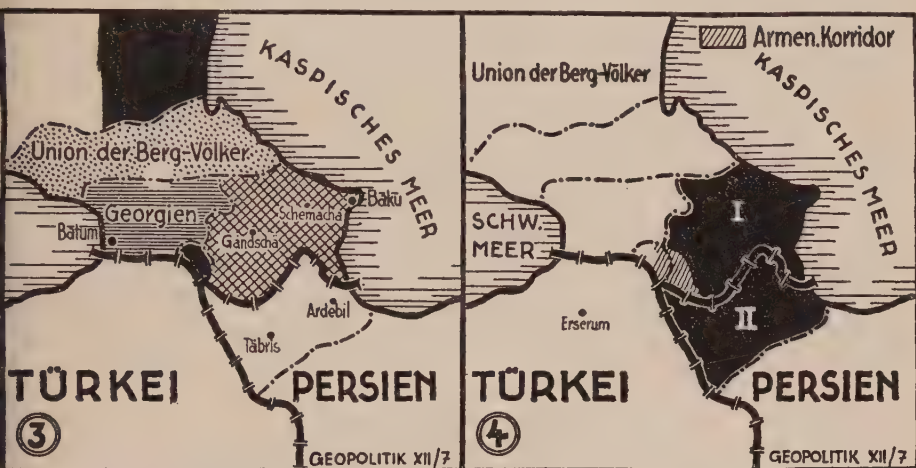 KASPISCHES MEER
Union der Berg-Völker
Georgien
Schemacha
Baku
Batum
Gandscha
Ardebil
Täbris
TÜRKEI
PERSIEN
3
GEOPOLITIK XII/7
Armen. Korridor
Union der Berg-Völker
KASPISCHES MEER
SCHW.
MEER
I
II
Erserum
TÜRKEI
PERSIEN
4
GEOPOLITIK XII/7